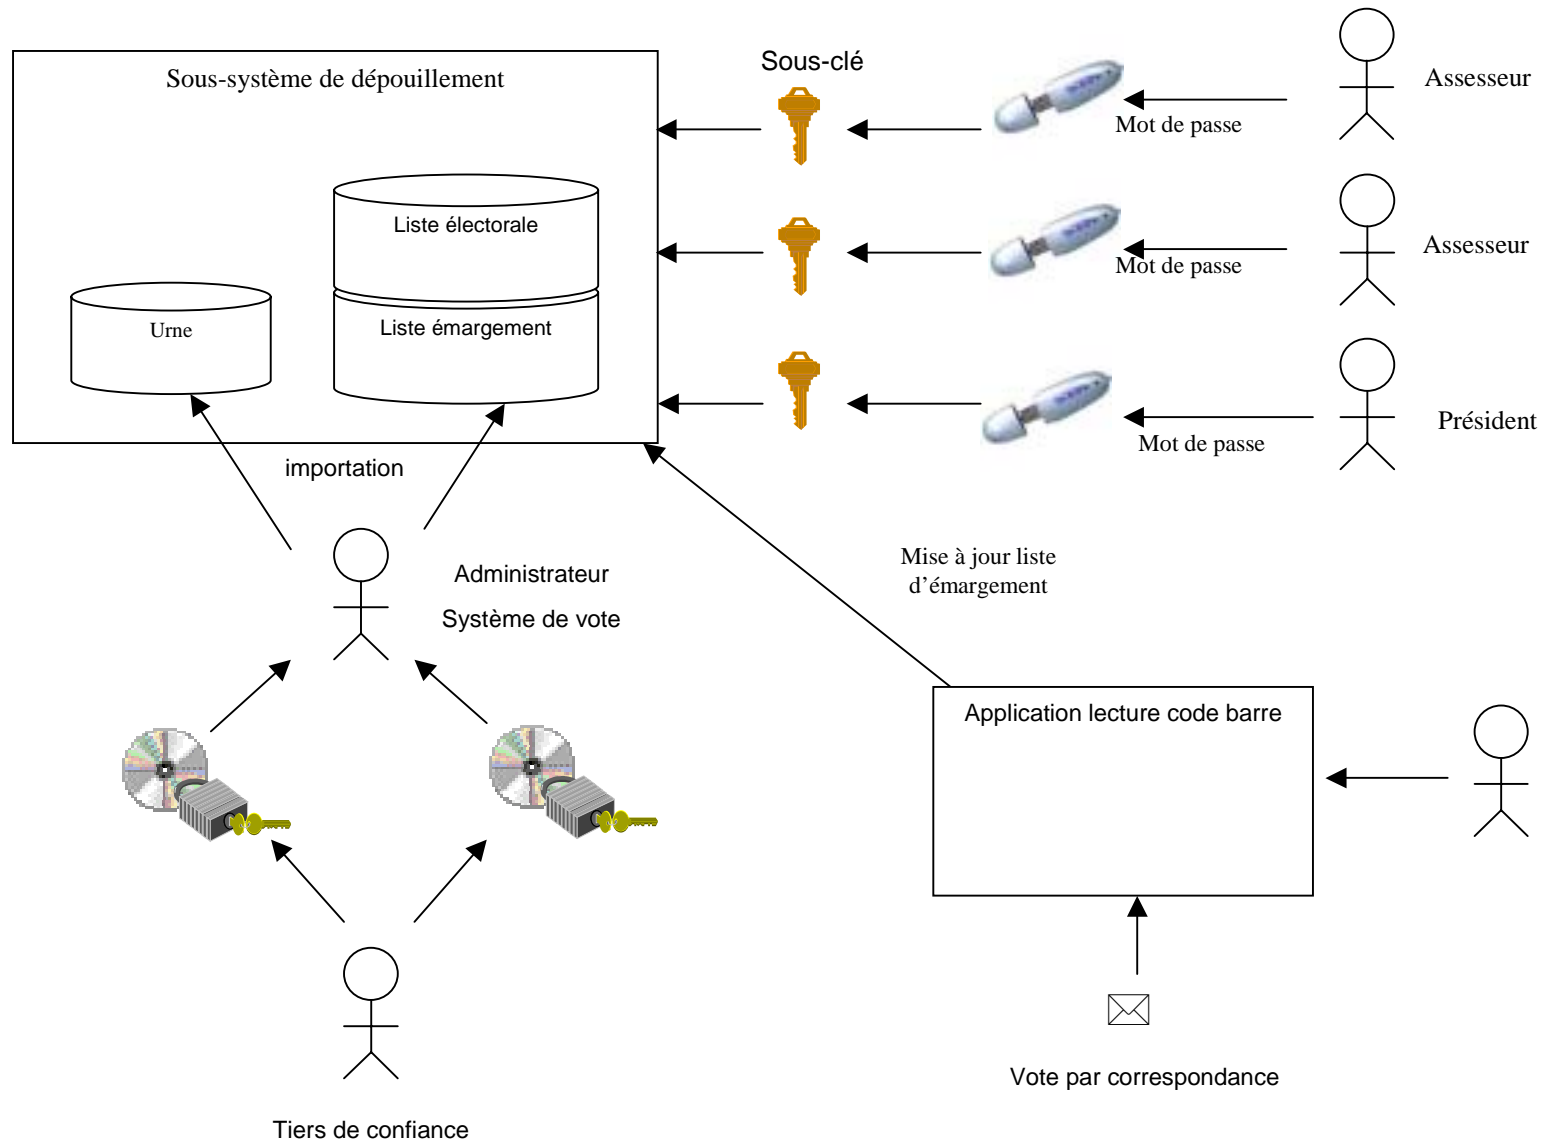 Sous-clé
Assesseur
Sous-système de dépouillement
Mot de passe
Liste électorale
Assesseur
Mot de passe
Urne
Liste émargement
Président
Mot de passe
importation
Mise à jour liste
d’émargement
Administrateur
Système de vote
Application lecture code barre
Vote par correspondance
Tiers de confiance